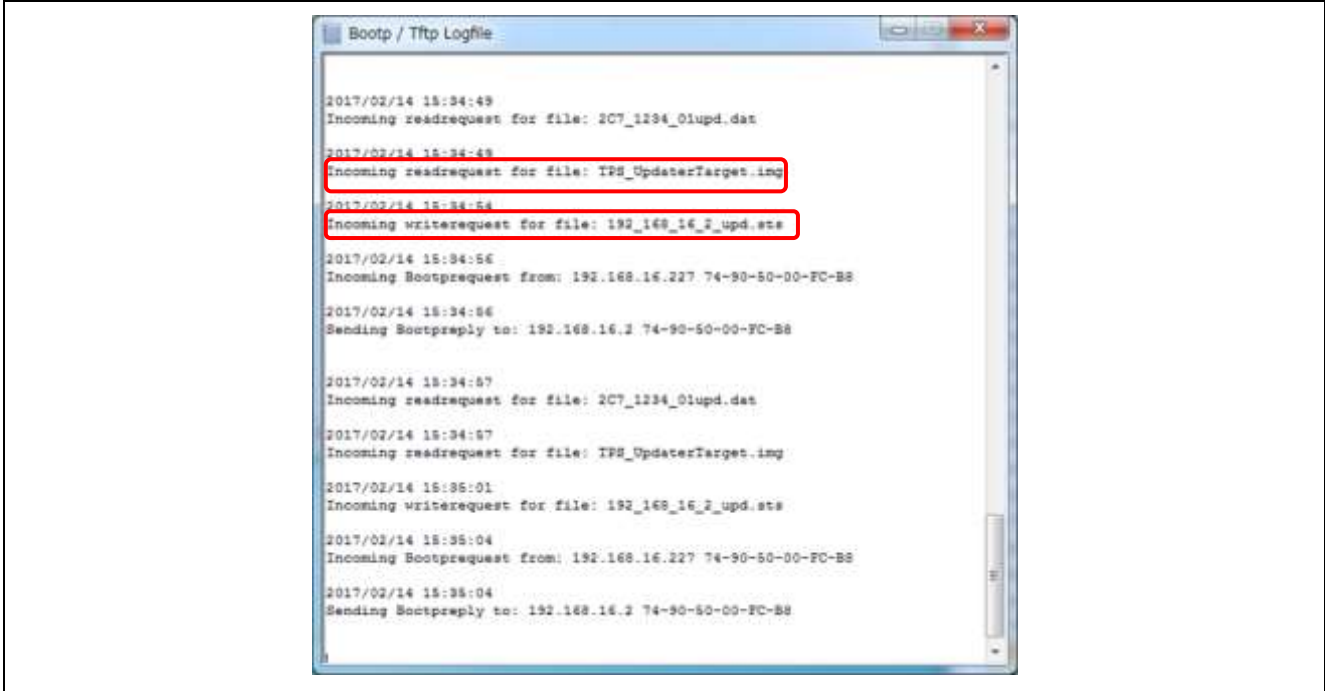 Bootp / Tftp Logfile
2017/02/14 15:34:49
Incoming readrequest for file: 2C7_1234_01upd.dat
2017/02/14 15:34:49
Incoming readrequest for file: TPS_UpdaterTarget.img
2017/02/14 15:34:54
Incoming writerequest for file: 192_168_16_2_upd.sts
2017/02/14 15:34:56
Incoming Bootprequest from: 192.168.16.227 74-90-50-00-FC-B8
2017/02/14 15:34:56
Sending Bootpreply to: 192.168.16.2 74-90-50-00-FC-B8
2017/02/14 15:34:57
Incoming readrequest for file: 2C7_1234_01upd.dat
2017/02/14 15:34:57
Incoming readrequest for file: TPS_UpdaterTarget.img
2017/02/14 15:35:01
Incoming writerequest for file: 192_168_16_2_upd.sts
2017/02/14 15:35:04
Incoming Bootprequest from: 192.168.16.227 74-90-50-00-FC-B8
2017/02/14 15:35:04
Sending Bootpreply to: 192.168.16.2 74-90-50-00-FC-B8